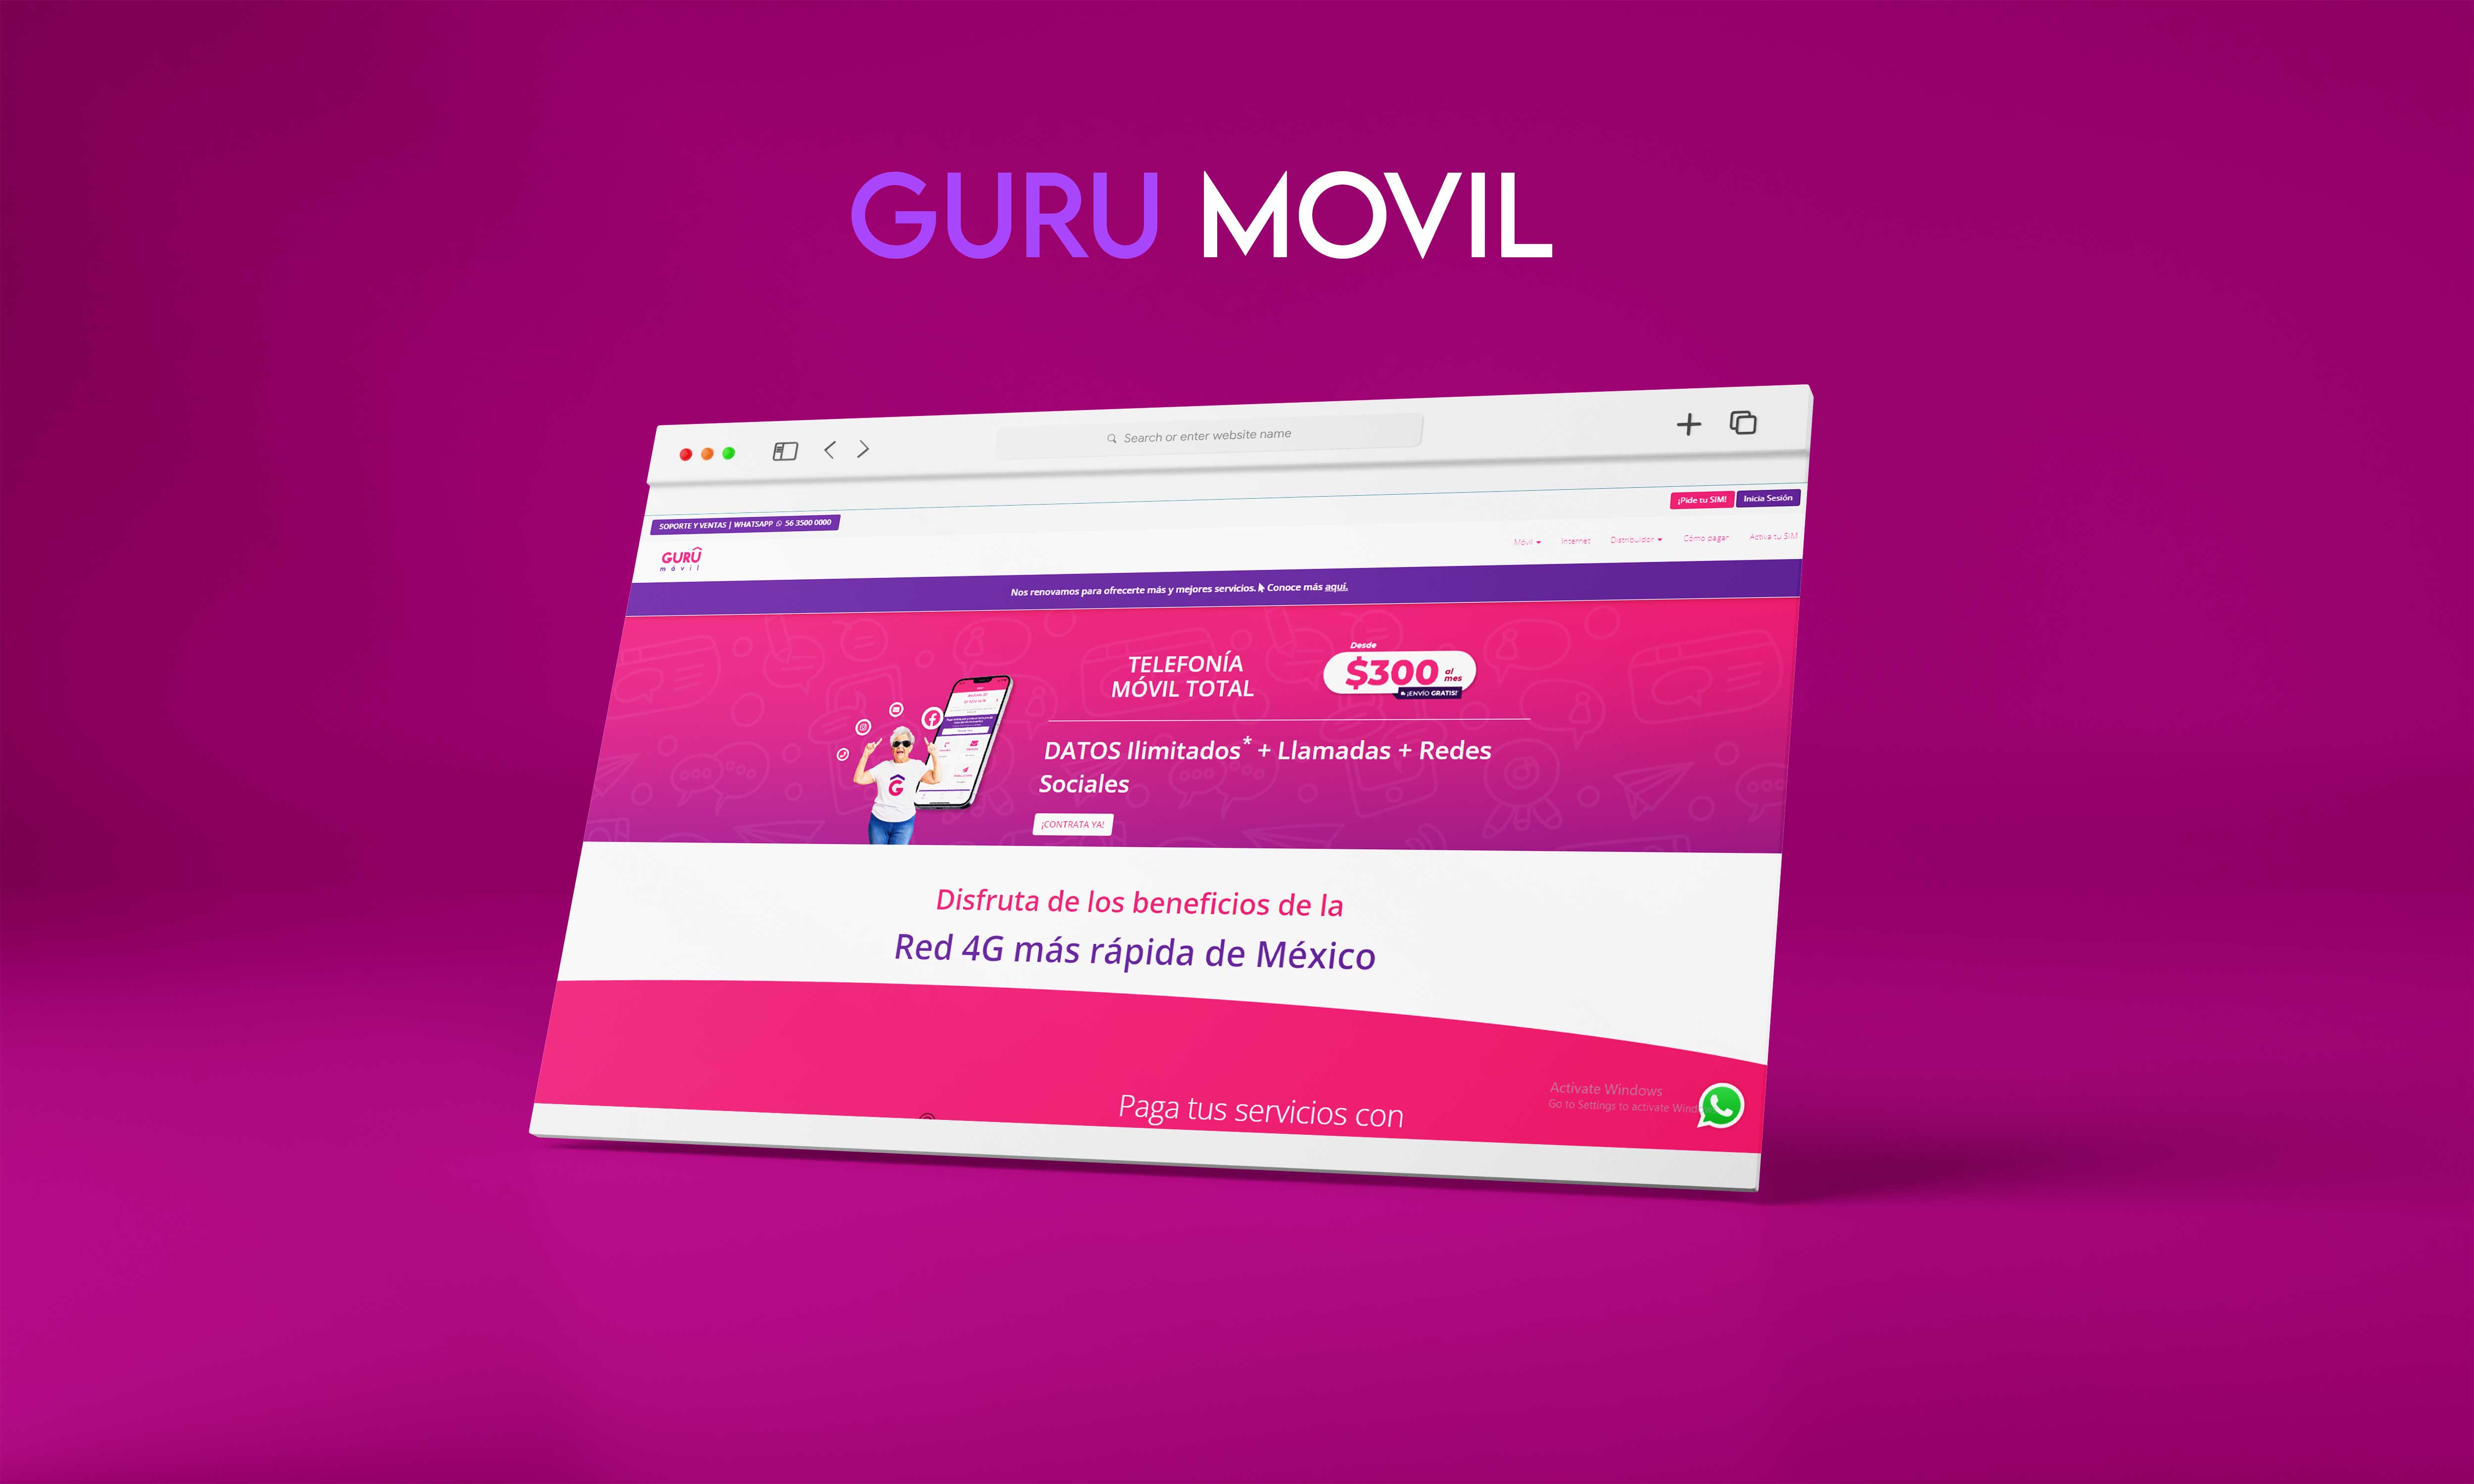 GURU MOVIL
Search or enter website name
¡Pide tu SIM! Inicia Sesión
SOPORTE Y VENTAS | WHATSAPP 56 3500 0000
GURÛ
móvil
Móvil Internet Distribuidor Cómo pagar Activa tu SIM
Nos renovamos para ofrecerte más y mejores servicios. Conoce más aquí.
TELEFONÍA
MÓVIL TOTAL
Desde
$300 al
mes
¡ENVÍO GRATIS!
DATOS Ilimitados* + Llamadas + Redes
Sociales
G
¡CONTRATA YA!
Disfruta de los beneficios de la
Red 4G más rápida de México
Paga tus servicios con
Activate Windows
Go to Settings to activate